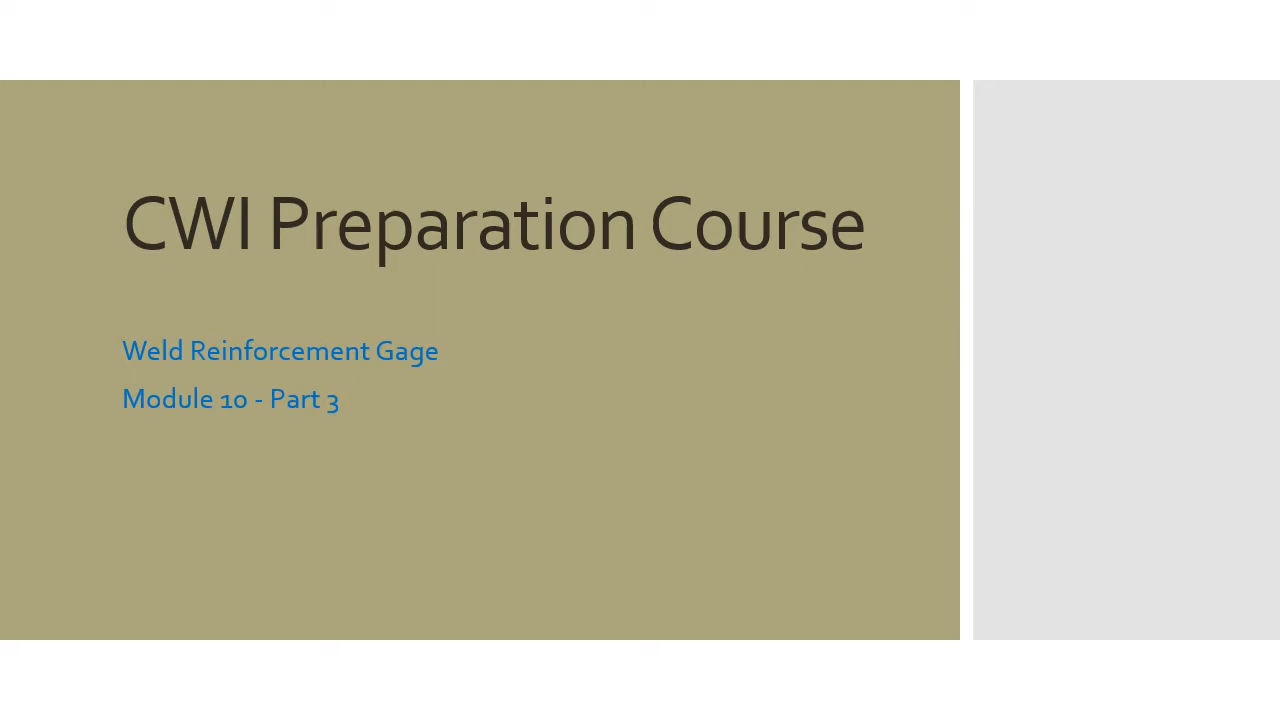 CWI Preparation Course
Weld Reinforcement Gage
Module 10 - Part 3